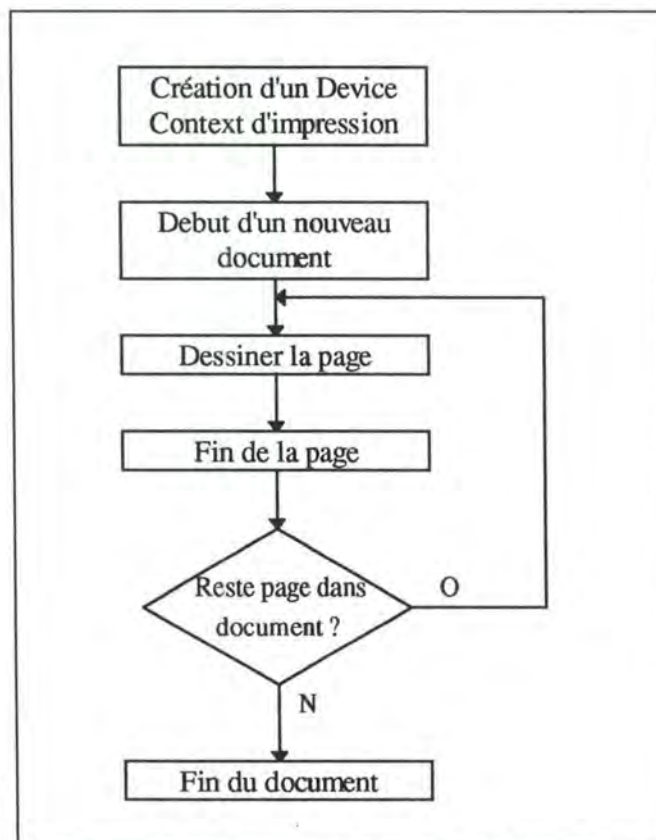 Création d'un Device
Context d'impression
Debut d'un nouveau
document
Dessiner la page
Fin de la page
Reste page dans
document ?
O
N
Fin du document